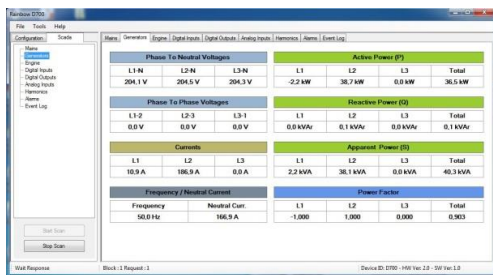 Rainbow D700
File Tools Help
Configuration Scada
Mains
Generators
Engine
Digital Inputs
Digital Outputs
Analog Inputs
Harmonics
Alarms
Event Log
Start Scan
Stop Scan
Mains Generators Engine Digital Inputs Digital Outputs Analog Inputs Harmonics Alarms Event Log
Phase To Neutral Voltages
L1-N L2-N L3-N
204,1 V 204,5 V 204,3 V
Phase To Phase Voltages
L1-2 L2-3 L3-1
0,0 V 0,0 V 0,0 V
Currents
L1 L2 L3
10,9 A 186,9 A 0,0 A
Frequency / Neutral Current
Frequency Neutral Curr.
50,0 Hz 166,9 A
Active Power (P)
L1 L2 L3 Total
-2,2 kW 38,7 kW 0,0 kW 36,5 kW
Reactive Power (Q)
L1 L2 L3 Total
0,0 kVAr 0,1 kVAr 0,0 kVAr 0,1 kVAr
Apparent Power (S)
L1 L2 L3 Total
2,2 kVA 38,1 kVA 0,0 kVA 40,3 kVA
Power Factor
L1 L2 L3 Total
-1,000 1,000 0,000 0,903
Wait Response Block : 1 Request : 1 Device ID: D700 - HW Ver: 2.0 - SW Ver: 1.0